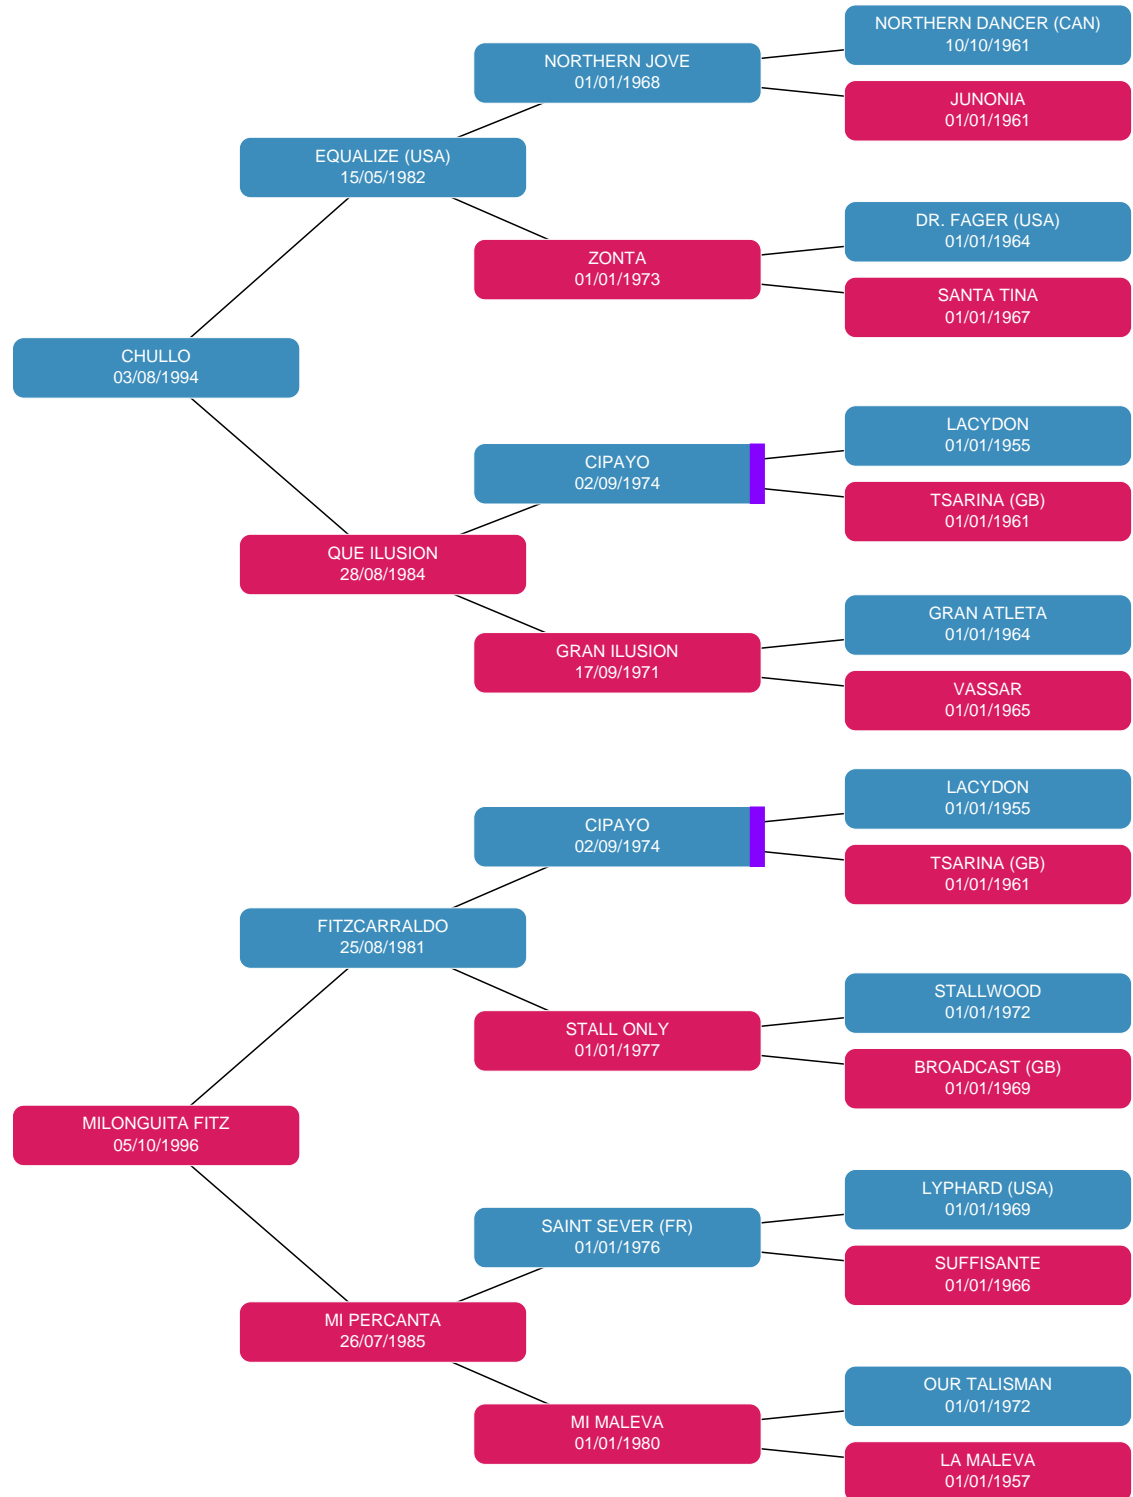 NORTHERN DANCER (CAN)
10/10/1961
NORTHERN JOVE
01/01/1968
JUNONIA
01/01/1961
EQUALIZE (USA)
15/05/1982
DR. FAGER (USA)
01/01/1964
ZONTA
01/01/1973
SANTA TINA
01/01/1967
CHULLO
03/08/1994
LACYDON
01/01/1955
CIPAYO
02/09/1974
TSARINA (GB)
01/01/1961
QUE ILUSION
28/08/1984
GRAN ATLETA
01/01/1964
GRAN ILUSION
17/09/1971
VASSAR
01/01/1965
LACYDON
01/01/1955
CIPAYO
02/09/1974
TSARINA (GB)
01/01/1961
FITZCARRALDO
25/08/1981
STALLWOOD
01/01/1972
STALL ONLY
01/01/1977
BROADCAST (GB)
01/01/1969
MILONGUITA FITZ
05/10/1996
LYPHARD (USA)
01/01/1969
SAINT SEVER (FR)
01/01/1976
SUFFISANTE
01/01/1966
MI PERCANTA
26/07/1985
OUR TALISMAN
01/01/1972
MI MALEVA
01/01/1980
LA MALEVA
01/01/1957